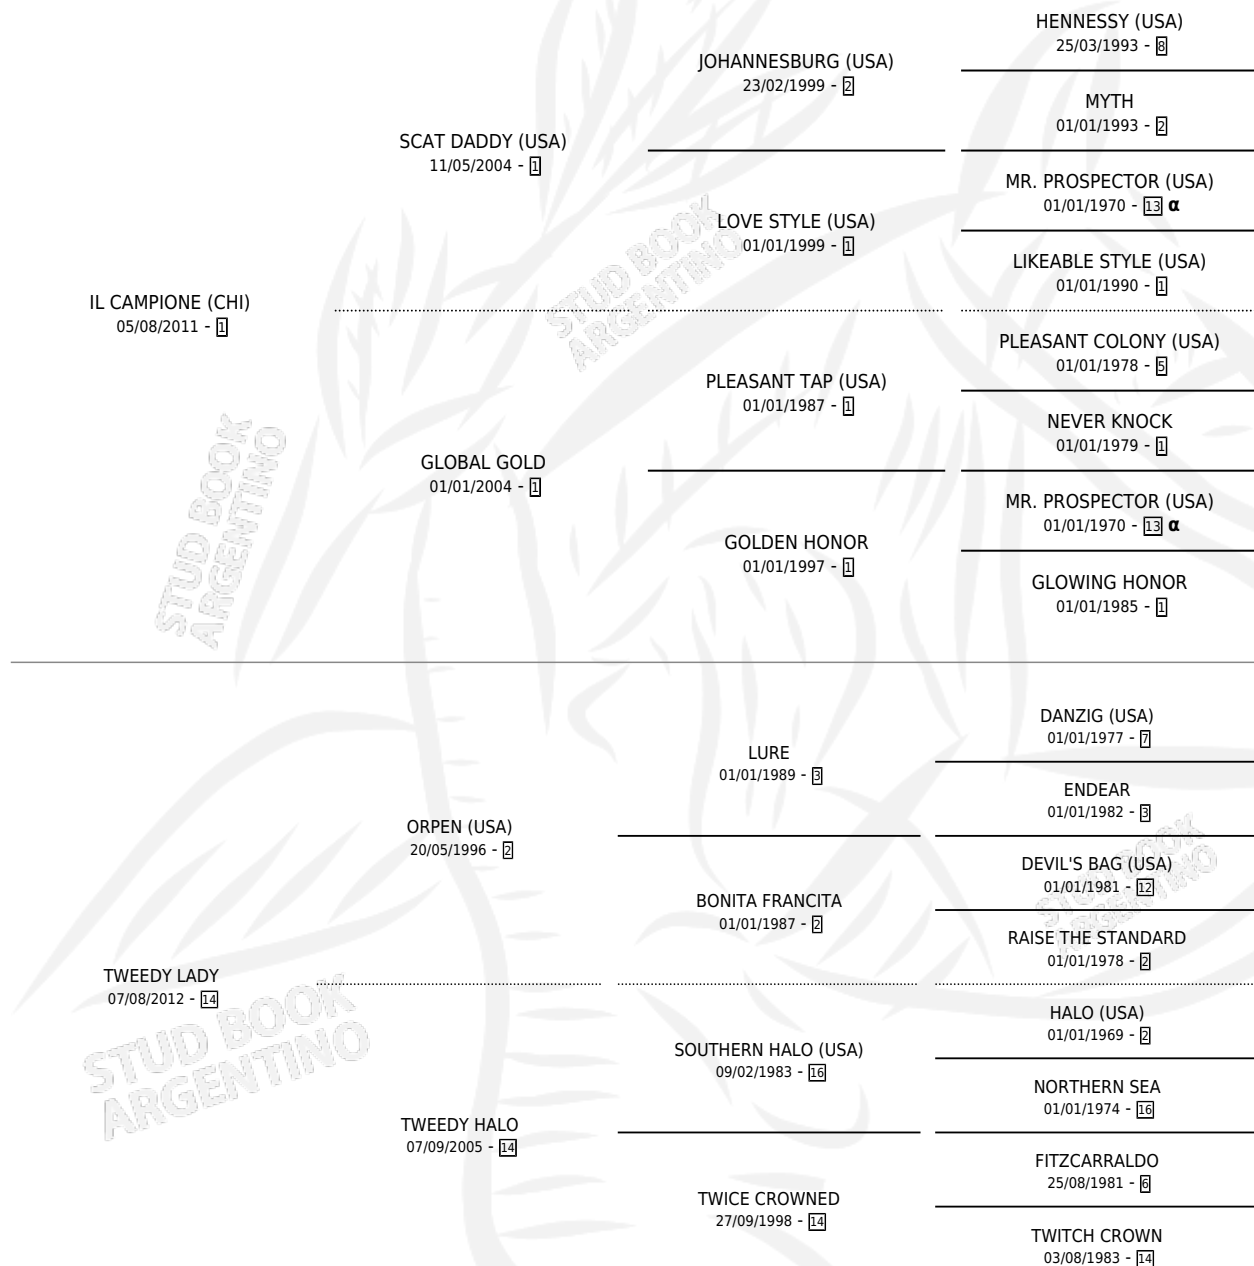 HENNESSY (USA)
25/03/1993 - 8
JOHANNESBURG (USA)
23/02/1999 - 2
MYTH
01/01/1993 - 2
SCAT DADDY (USA)
11/05/2004 - 1
MR. PROSPECTOR (USA)
01/01/1970 - 13 α
LOVE STYLE (USA)
01/01/1999 - 1
LIKEABLE STYLE (USA)
01/01/1990 - 1
IL CAMPIONE (CHI)
05/08/2011 - 1
PLEASANT COLONY (USA)
01/01/1978 - 5
PLEASANT TAP (USA)
01/01/1987 - 1
NEVER KNOCK
01/01/1979 - 1
GLOBAL GOLD
01/01/2004 - 1
MR. PROSPECTOR (USA)
01/01/1970 - 13 α
GOLDEN HONOR
01/01/1997 - 1
GLOWING HONOR
01/01/1985 - 1
STUD BOOK
ARGENTINO
STUD BOOK
ARGENTINO
DANZIG (USA)
01/01/1977 - 7
LURE
01/01/1989 - 3
ENDEAR
01/01/1982 - 3
ORPEN (USA)
20/05/1996 - 2
DEVIL'S BAG (USA)
01/01/1981 - 12
BONITA FRANCITA
01/01/1987 - 2
RAISE THE STANDARD
01/01/1978 - 2
TWEEDY LADY
07/08/2012 - 14
HALO (USA)
01/01/1969 - 2
SOUTHERN HALO (USA)
09/02/1983 - 16
NORTHERN SEA
01/01/1974 - 16
TWEEDY HALO
07/09/2005 - 14
FITZCARRALDO
25/08/1981 - 6
TWICE CROWNED
27/09/1998 - 14
TWITCH CROWN
03/08/1983 - 14
STUD BOOK
ARGENTINO
STUD BOOK
ARGENTINO